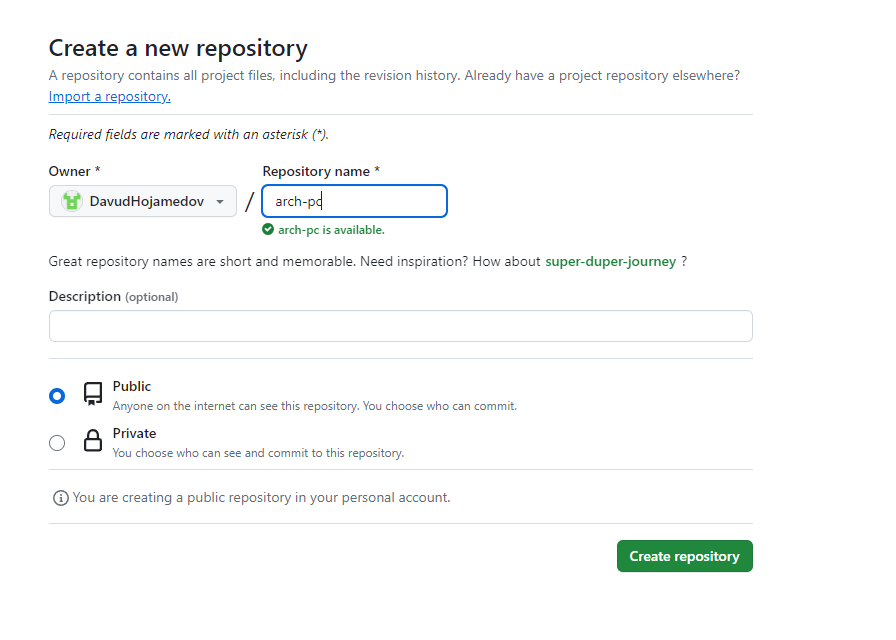 Create a new repository
A repository contains all project files, including the revision history. Already have a project repository elsewhere?
Import a repository.
Required fields are marked with an asterisk (*).
Owner *
Repository name *
DavudHojamedov
/
arch-pc
arch-pc is available.
Great repository names are short and memorable. Need inspiration? How about super-duper-journey ?
Description (optional)
Public
Anyone on the internet can see this repository. You choose who can commit.
Private
You choose who can see and commit to this repository.
You are creating a public repository in your personal account.
Create repository